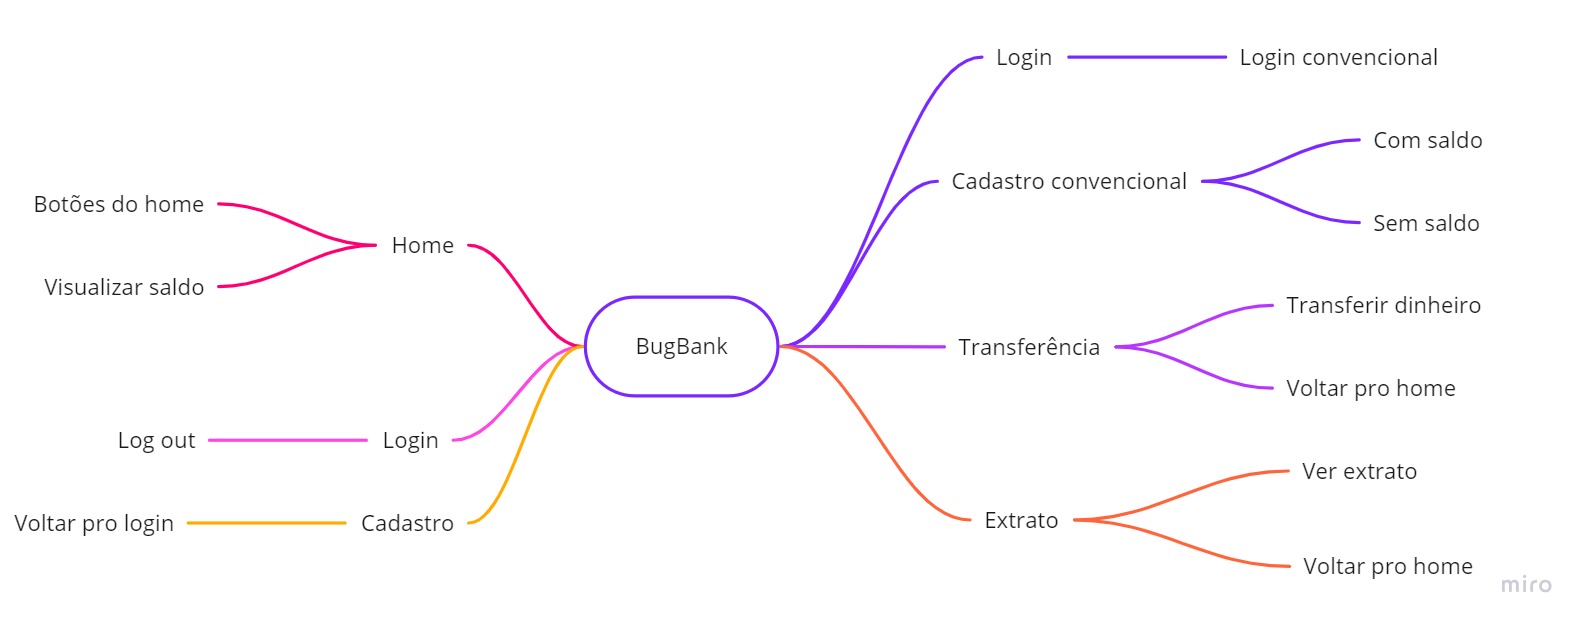 Login
Login convencional
Com saldo
Cadastro convencional
Sem saldo
Botões do home
Home
Visualizar saldo
Transferir dinheiro
BugBank
Transferência
Voltar pro home
Log out
Login
Ver extrato
Voltar pro login
Cadastro
Extrato
Voltar pro home
miro